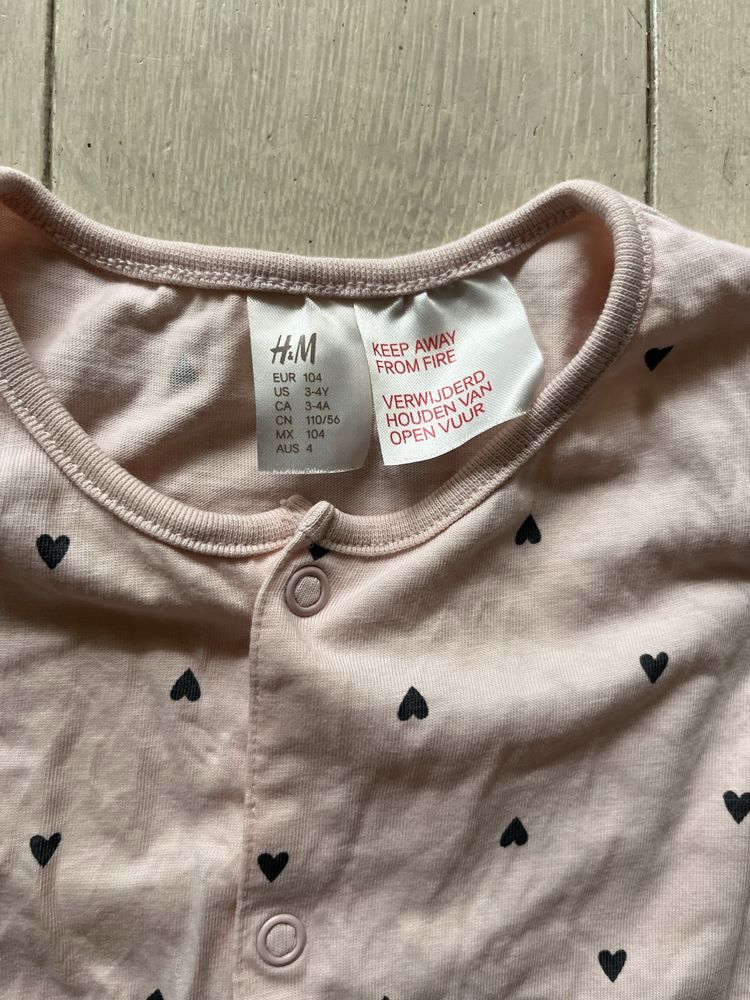 H&M
EUR 104
US 3-4Y
CA 3-4A
CN 110/56
MX 104
AUS 4
KEEP AWAY
FROM FIRE
VERWIJDERD
HOUDEN VAN
OPEN VUUR